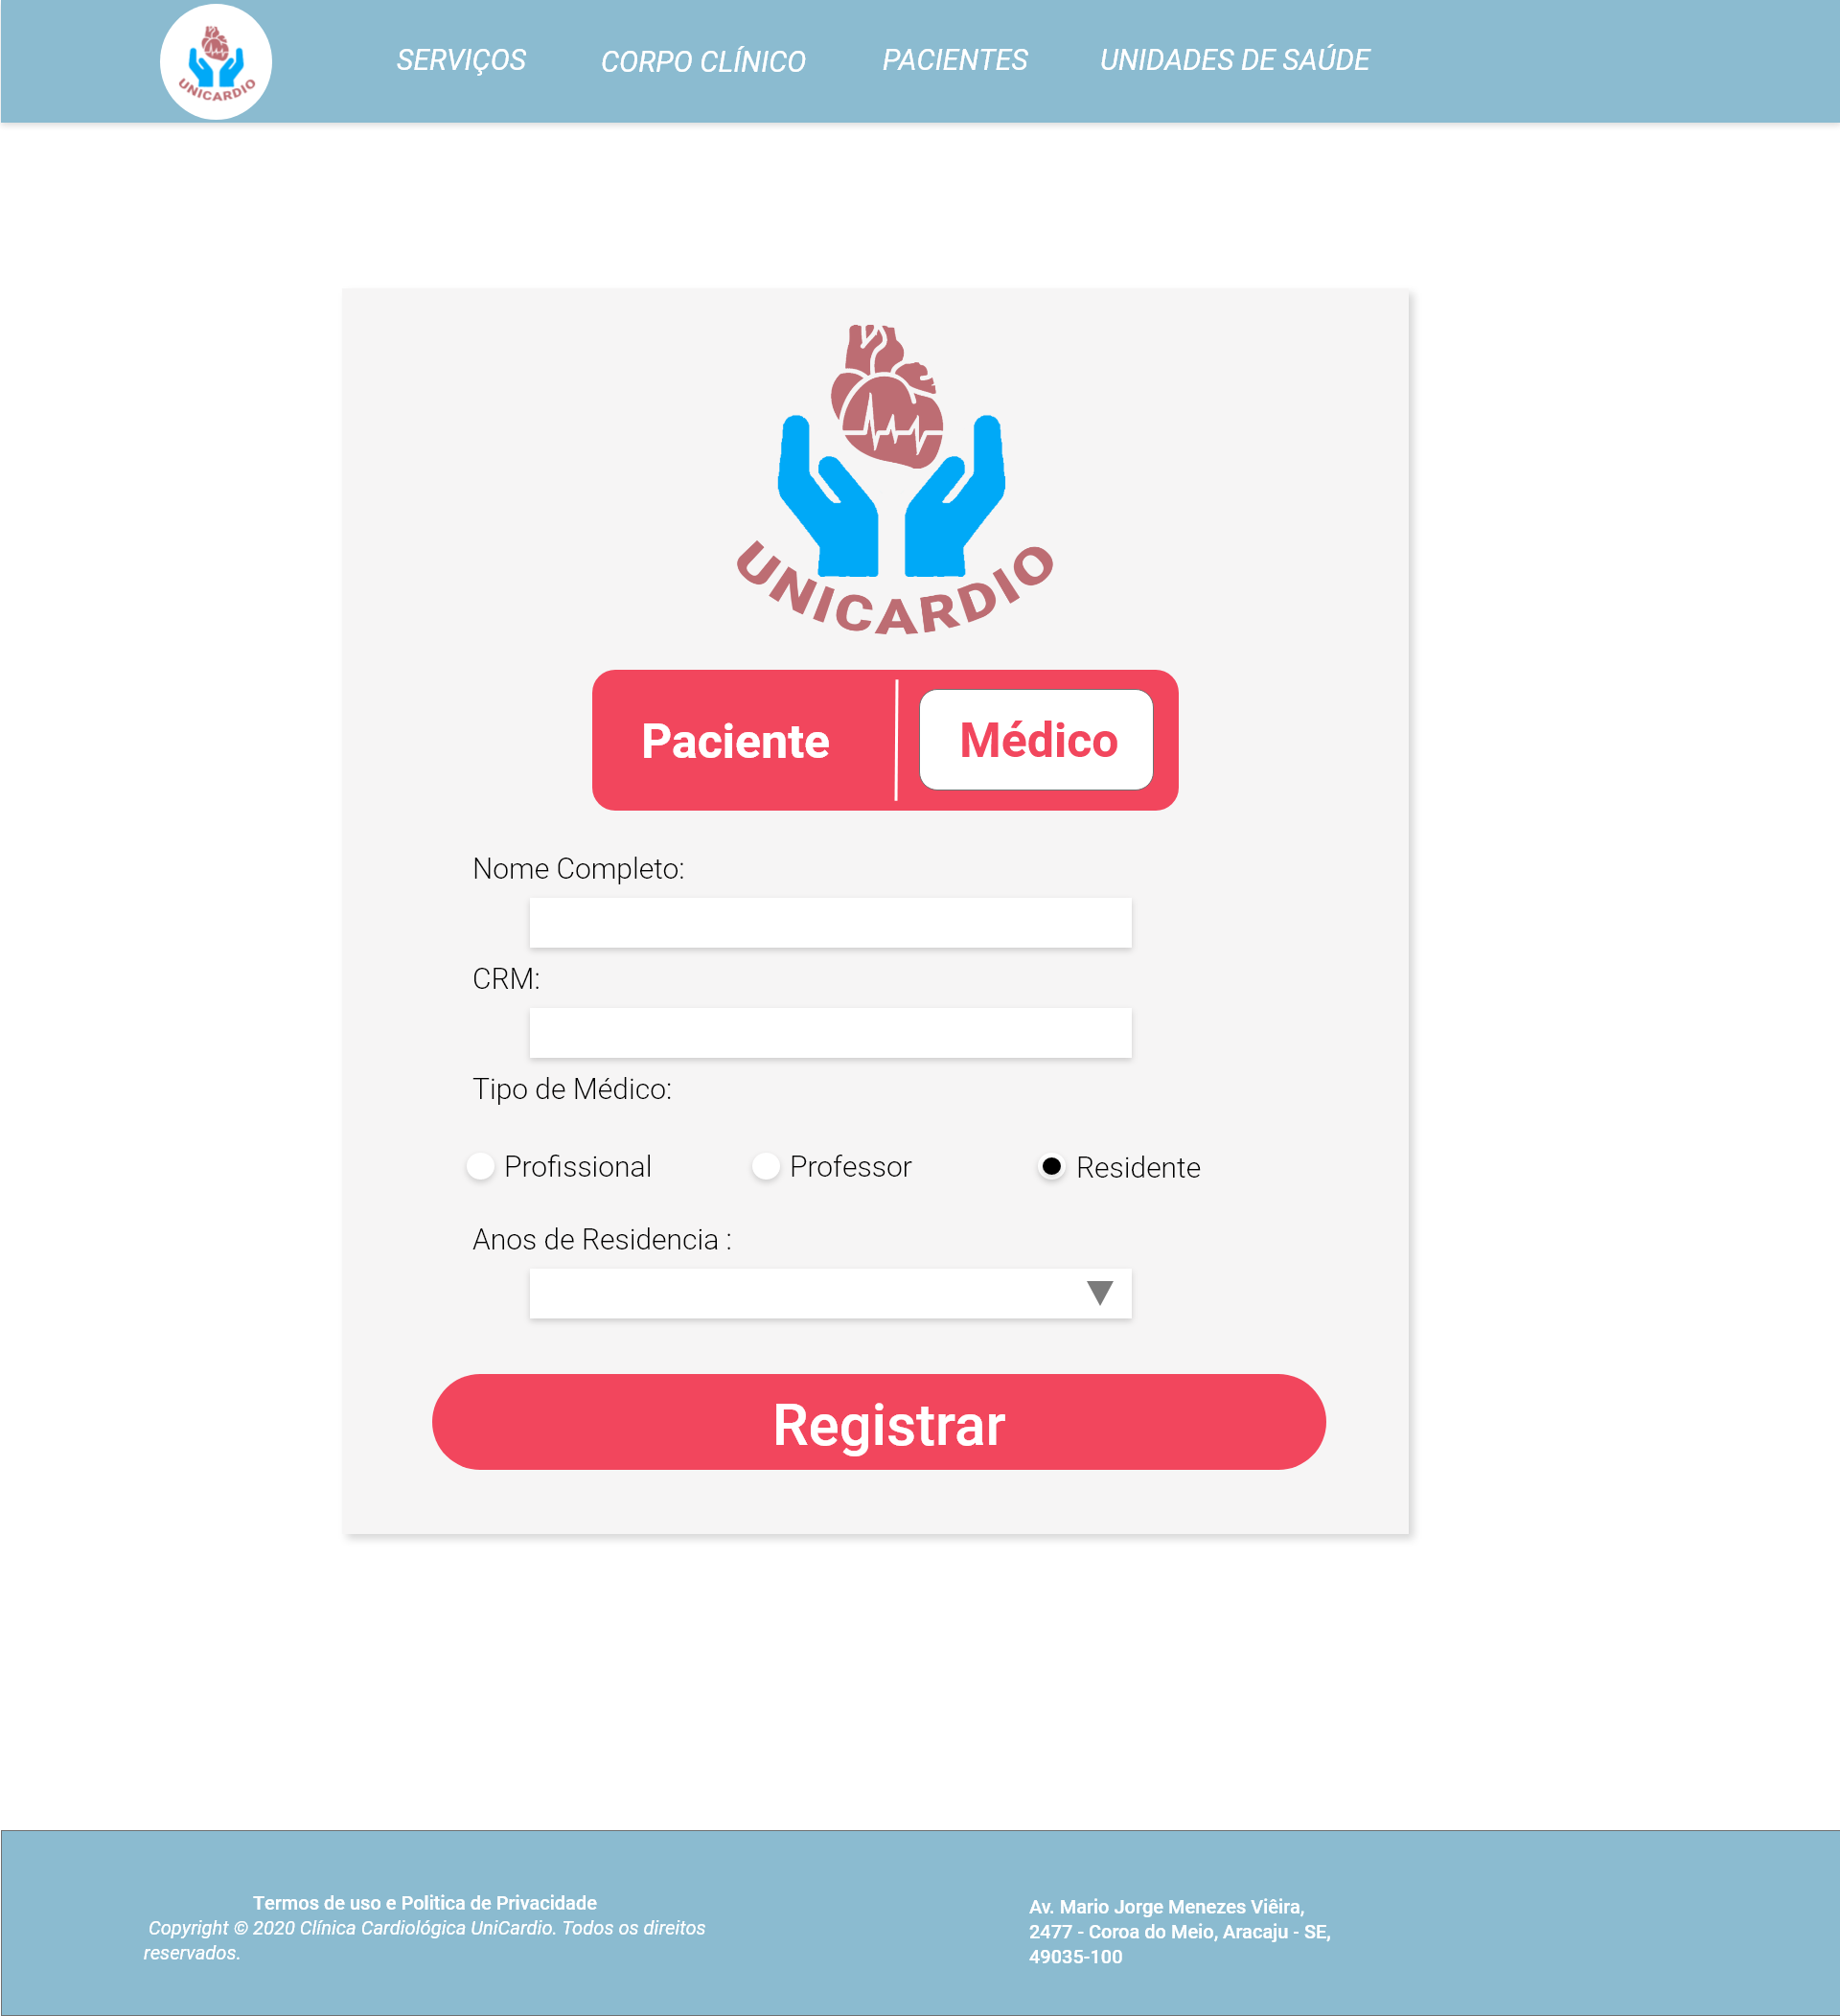 UNICARDIO
SERVIÇOS
CORPO CLÍNICO
PACIENTES
UNIDADES DE SAÚDE
UNICARDIO
Paciente
Médico
Nome Completo:
CRM:
Tipo de Médico:
Profissional
Professor
Residente
Anos de Residencia :
Registrar
Termos de uso e Politica de Privacidade
Copyright © 2020 Clínica Cardiológica UniCardio. Todos os direitos
reservados.
Av. Mario Jorge Menezes Viêira,
2477 - Coroa do Meio, Aracaju - SE,
49035-100